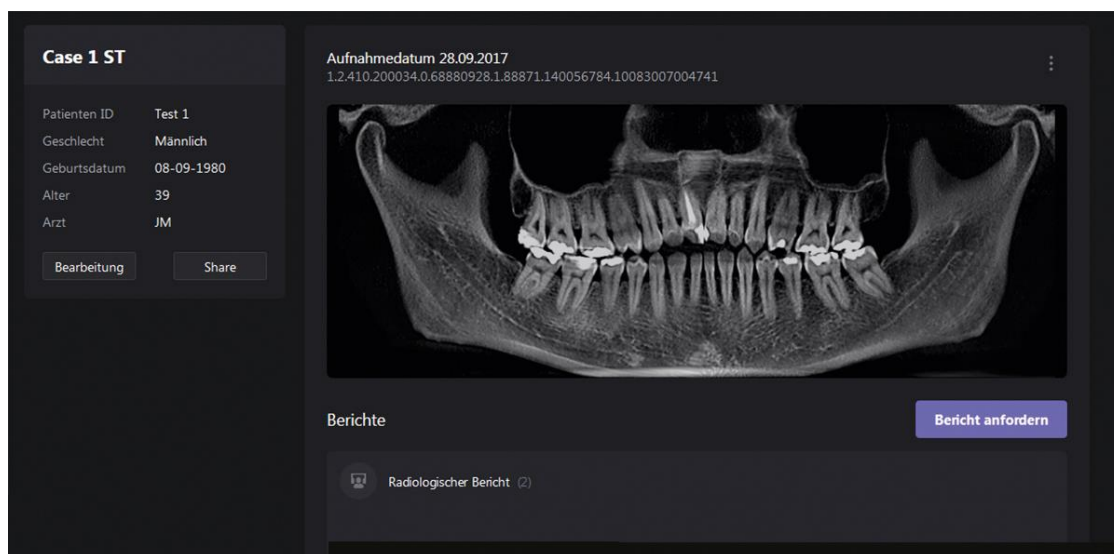 Case 1 ST
Patienten ID Test 1
Geschlecht Männlich
Geburtsdatum 08-09-1980
Alter 39
Arzt JM
Bearbeitung Share
Aufnahmedatum 28.09.2017
1.2.410.200034.0.68880928.1.88871.140056784.10083007004741
Berichte
Bericht anfordern
Radiologischer Bericht (2)